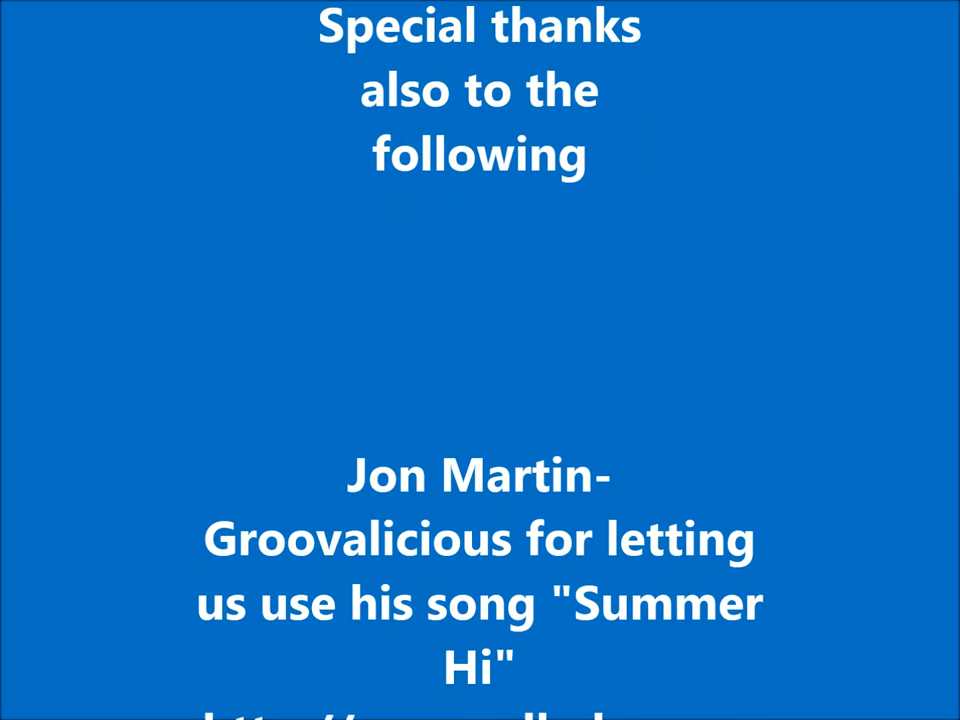 Special thanks
also to the
following
Jon Martin-
Groovalicious for letting
us use his song "Summer
Hi"